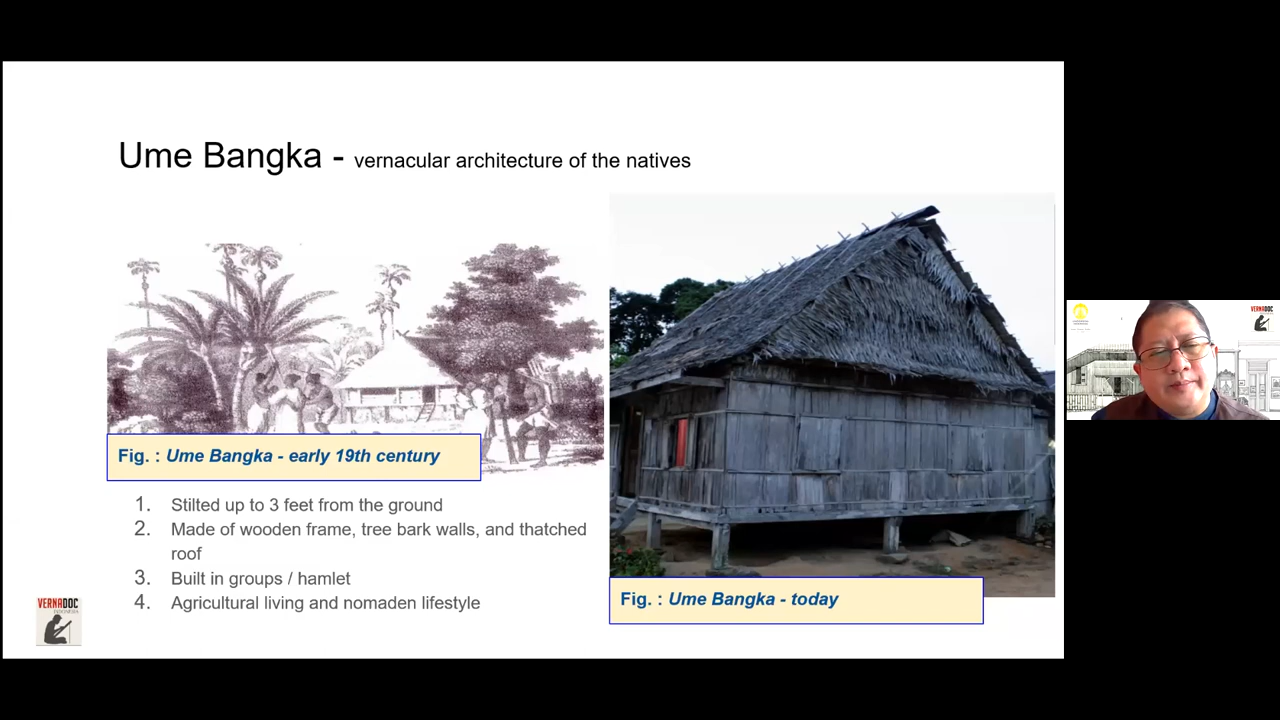 Ume Bangka - vernacular architecture of the natives
Fig. : Ume Bangka - early 19th century
1. Stilted up to 3 feet from the ground
2. Made of wooden frame, tree bark walls, and thatched
roof
3. Built in groups / hamlet
4. Agricultural living and nomaden lifestyle
Fig. : Ume Bangka - today
VERNADOC
INDONESIA
VERNADOC